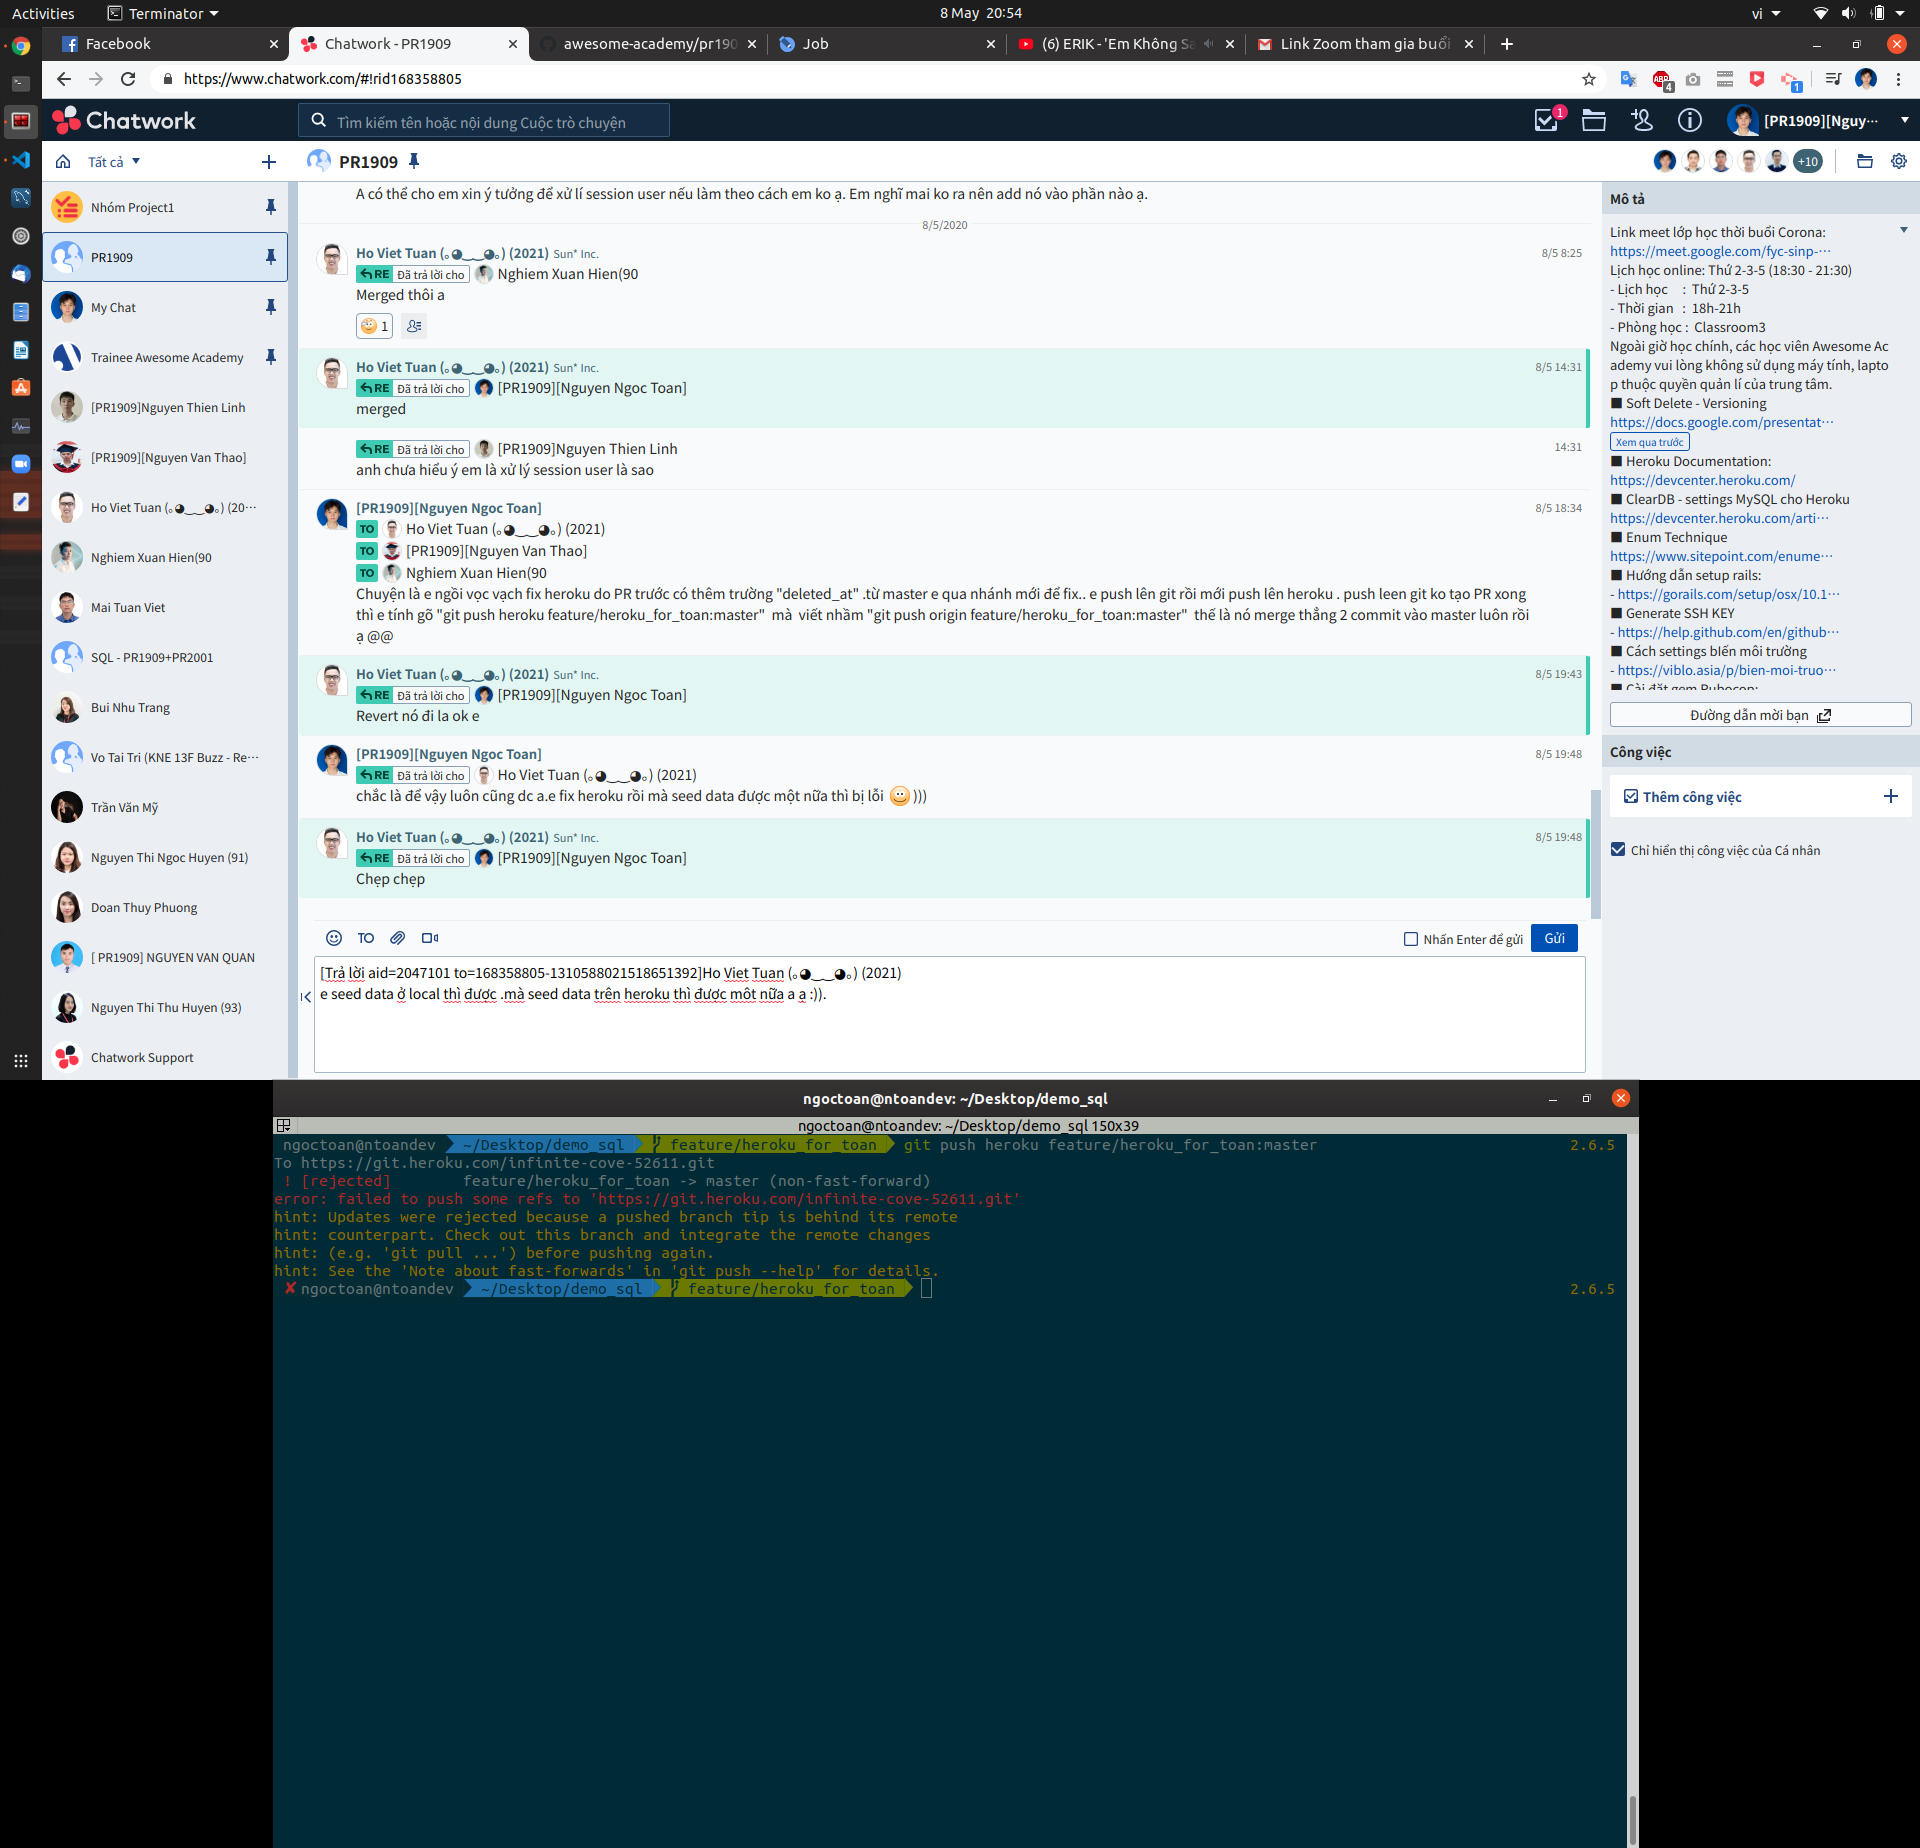 Activities
Terminator
8 May 20:54
vi
Facebook
Chatwork - PR1909
awesome-academy/pr190
Job
(6) ERIK - 'Em Không Sa
Link Zoom tham gia buổi
https://www.chatwork.com/#!rid168358805
4
1
Chatwork
Tìm kiếm tên hoặc nội dung Cuộc trò chuyện
1
[PR1909][Nguy···
Tất cả
PR1909
+10
Nhóm Project1
PR1909
My Chat
Trainee Awesome Academy
[PR1909]Nguyen Thien Linh
[PR1909][Nguyen Van Thao]
Ho Viet Tuan (｡◕‿‿◕｡) (20···
Nghiem Xuan Hien(90
Mai Tuan Viet
SQL - PR1909+PR2001
Bui Nhu Trang
Vo Tai Tri (KNE 13F Buzz - Re···
Trần Văn Mỹ
Nguyen Thi Ngoc Huyen (91)
Doan Thuy Phuong
[ PR1909] NGUYEN VAN QUAN
Nguyen Thi Thu Huyen (93)
Chatwork Support
A có thể cho em xin ý tưởng để xử lí session user nếu làm theo cách em ko ạ. Em nghĩ mai ko ra nên add nó vào phần nào ạ.
8/5/2020
Ho Viet Tuan (｡◕‿‿◕｡) (2021) Sun* Inc.
8/5 8:25
RE Đã trả lời cho Nghiem Xuan Hien(90
Merged thôi a
1
Ho Viet Tuan (｡◕‿‿◕｡) (2021) Sun* Inc.
8/5 14:31
RE Đã trả lời cho [PR1909][Nguyen Ngoc Toan]
merged
RE Đã trả lời cho [PR1909]Nguyen Thien Linh
14:31
anh chưa hiểu ý em là xử lý session user là sao
[PR1909][Nguyen Ngoc Toan]
8/5 18:34
TO Ho Viet Tuan (｡◕‿‿◕｡) (2021)
TO [PR1909][Nguyen Van Thao]
TO Nghiem Xuan Hien(90
Chuyện là e ngồi vọc vạch fix heroku do PR trước có thêm trường "deleted_at" .từ master e qua nhánh mới để fix.. e push lên git rồi mới push lên heroku . push leen git ko tạo PR xong
thì e tính gõ "git push heroku feature/heroku_for_toan:master" mà viết nhầm "git push origin feature/heroku_for_toan:master" thế là nó merge thẳng 2 commit vào master luôn rồi
ạ @@
Ho Viet Tuan (｡◕‿‿◕｡) (2021) Sun* Inc.
8/5 19:43
RE Đã trả lời cho [PR1909][Nguyen Ngoc Toan]
Revert nó đi la ok e
[PR1909][Nguyen Ngoc Toan]
8/5 19:48
RE Đã trả lời cho Ho Viet Tuan (｡◕‿‿◕｡) (2021)
chắc là để vậy luôn cũng dc a.e fix heroku rồi mà seed data được một nữa thì bị lỗi )))
Ho Viet Tuan (｡◕‿‿◕｡) (2021) Sun* Inc.
8/5 19:48
RE Đã trả lời cho [PR1909][Nguyen Ngoc Toan]
Chẹp chẹp
TO
Nhấn Enter để gửi
Gửi
[Trả lời aid=2047101 to=168358805-1310588021518651392]Ho Viet Tuan (｡◕‿‿◕｡) (2021)
e seed data ở local thì được .mà seed data trên heroku thì được một nữa a ạ :)).
Mô tả
Link meet lớp học thời buổi Corona:
https://meet.google.com/fyc-sinp-···
Lịch học online: Thứ 2-3-5 (18:30 - 21:30)
- Lịch học : Thứ 2-3-5
- Thời gian : 18h-21h
- Phòng học : Classroom3
Ngoài giờ học chính, các học viên Awesome Ac
ademy vui lòng không sử dụng máy tính, lapto
p thuộc quyền quản lí của trung tâm.
■ Soft Delete - Versioning
https://docs.google.com/presentat···
Xem qua trước
■ Heroku Documentation:
https://devcenter.heroku.com/
■ ClearDB - settings MySQL cho Heroku
https://devcenter.heroku.com/arti···
■ Enum Technique
https://www.sitepoint.com/enume···
■ Hướng dẫn setup rails:
- https://gorails.com/setup/osx/10.1···
■ Generate SSH KEY
- https://help.github.com/en/github···
■ Cách settings bIến môi trường
- https://viblo.asia/p/bien-moi-truo···
■ Cài đặt gem Rubocop:
Đường dẫn mời bạn
Công việc
Thêm công việc
Chỉ hiển thị công việc của Cá nhân
ngoctoan@ntoandev: ~/Desktop/demo_sql
ngoctoan@ntoandev: ~/Desktop/demo_sql 150x39
ngoctoan@ntoandev ~/Desktop/demo_sql feature/heroku_for_toan git push heroku feature/heroku_for_toan:master 2.6.5
To https://git.heroku.com/infinite-cove-52611.git
! [rejected] feature/heroku_for_toan -> master (non-fast-forward)
error: failed to push some refs to 'https://git.heroku.com/infinite-cove-52611.git'
hint: Updates were rejected because a pushed branch tip is behind its remote
hint: counterpart. Check out this branch and integrate the remote changes
hint: (e.g. 'git pull ...') before pushing again.
hint: See the 'Note about fast-forwards' in 'git push --help' for details.
✘ ngoctoan@ntoandev ~/Desktop/demo_sql feature/heroku_for_toan 2.6.5